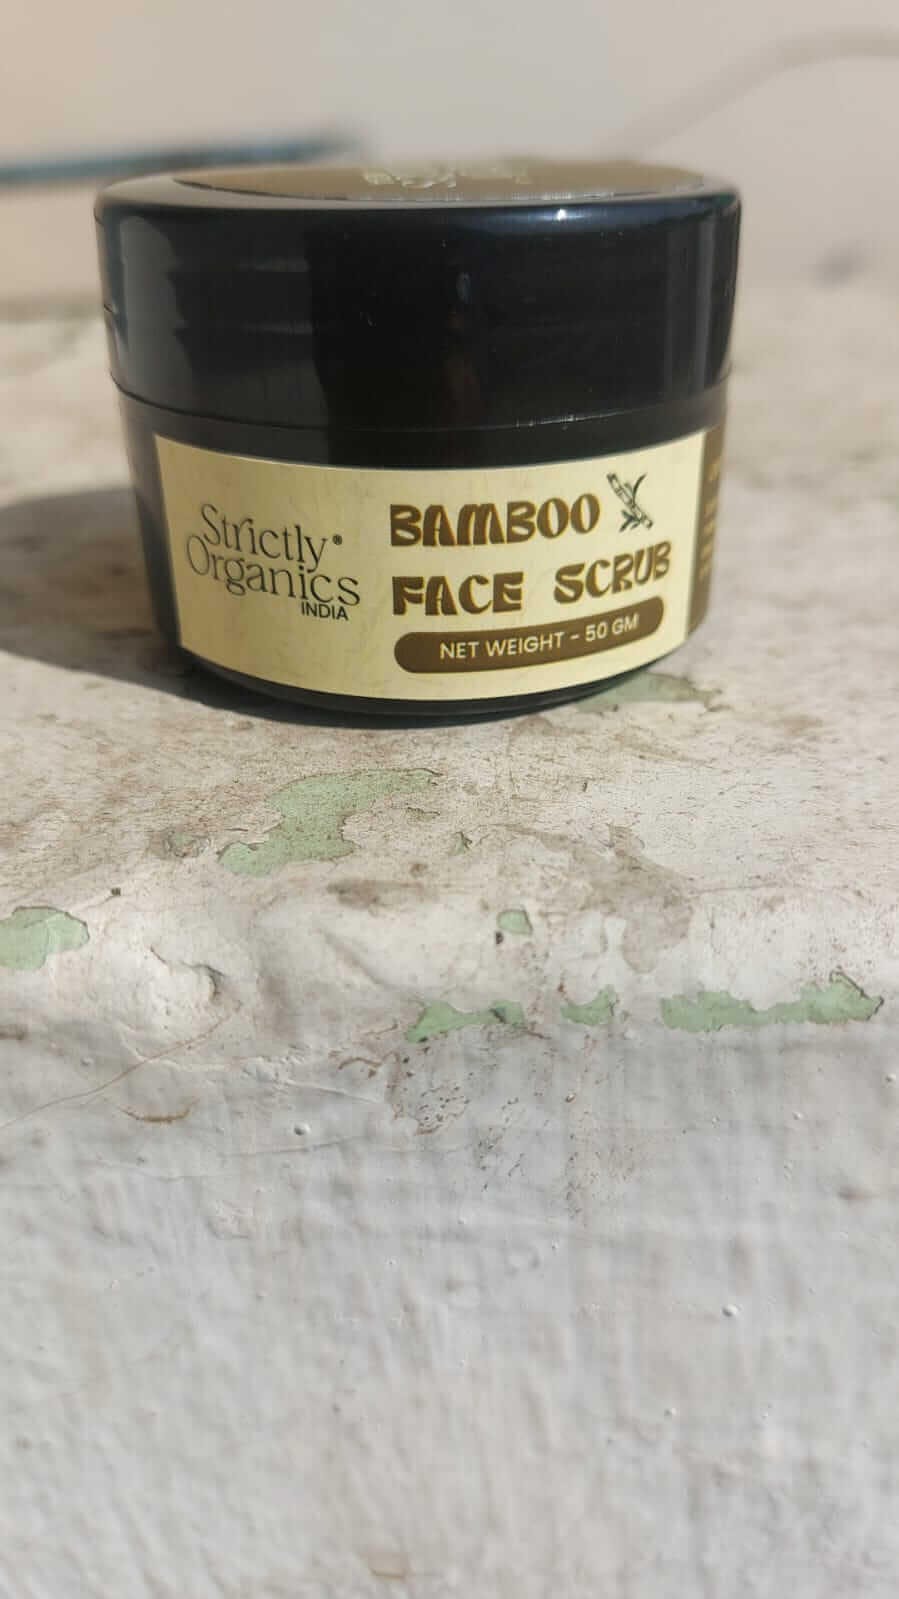 Strictly®
Organics
INDIA
BAMBOO
FACE SCRUB
NET WEIGHT - 50 GM